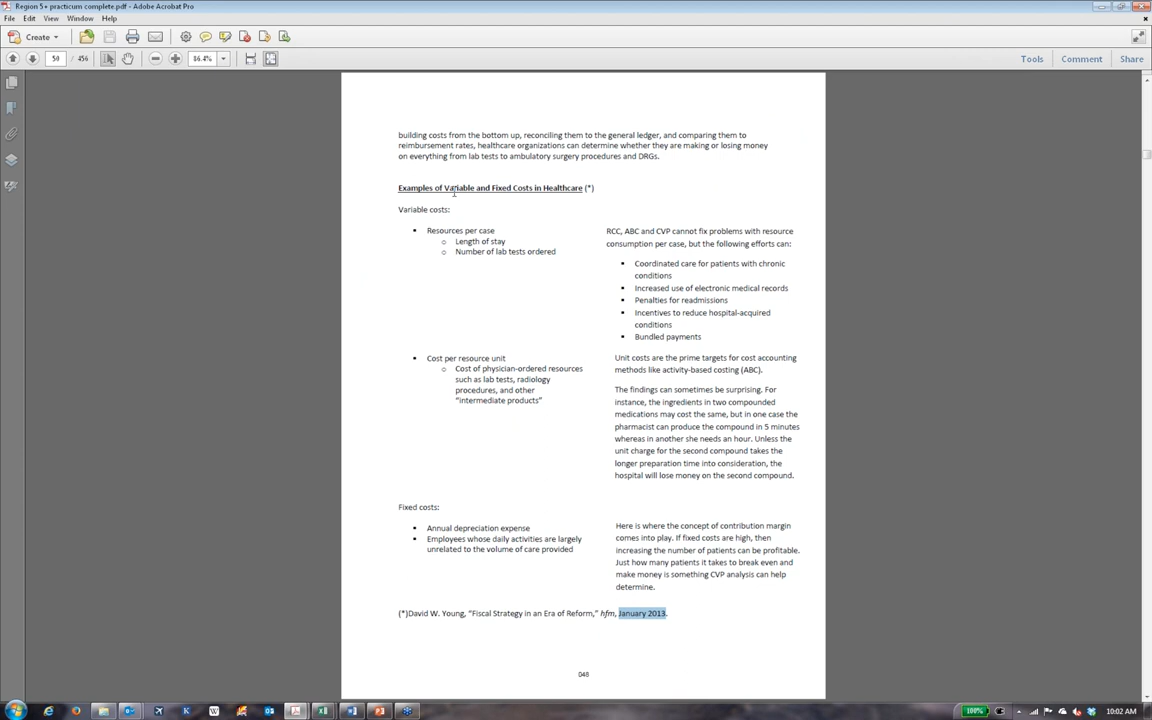 Region 5+ practicum complete.pdf - Adobe Acrobat Pro
File Edit View Window Help
Create
50 / 456
86.4%
Tools
Comment
Share
building costs from the bottom up, reconciling them to the general ledger, and comparing them to
reimbursement rates, healthcare organizations can determine whether they are making or losing money
on everything from lab tests to ambulatory surgery procedures and DRGs.
Examples of Variable and Fixed Costs in Healthcare (*)
Variable costs:
Resources per case
Length of stay
Number of lab tests ordered
RCC, ABC and CVP cannot fix problems with resource
consumption per case, but the following efforts can:
Coordinated care for patients with chronic
conditions
Increased use of electronic medical records
Penalties for readmissions
Incentives to reduce hospital-acquired
conditions
Bundled payments
Cost per resource unit
Cost of physician-ordered resources
such as lab tests, radiology
procedures, and other
"intermediate products"
Unit costs are the prime targets for cost accounting
methods like activity-based costing (ABC).
The findings can sometimes be surprising. For
instance, the ingredients in two compounded
medications may cost the same, but in one case the
pharmacist can produce the compound in 5 minutes
whereas in another she needs an hour. Unless the
unit charge for the second compound takes the
longer preparation time into consideration, the
hospital will lose money on the second compound.
Fixed costs:
Annual depreciation expense
Employees whose daily activities are largely
unrelated to the volume of care provided
Here is where the concept of contribution margin
comes into play. If fixed costs are high, then
increasing the number of patients can be profitable.
Just how many patients it takes to break even and
make money is something CVP analysis can help
determine.
(*)David W. Young, "Fiscal Strategy in an Era of Reform," hfm, January 2013.
048
100%
10:02 AM